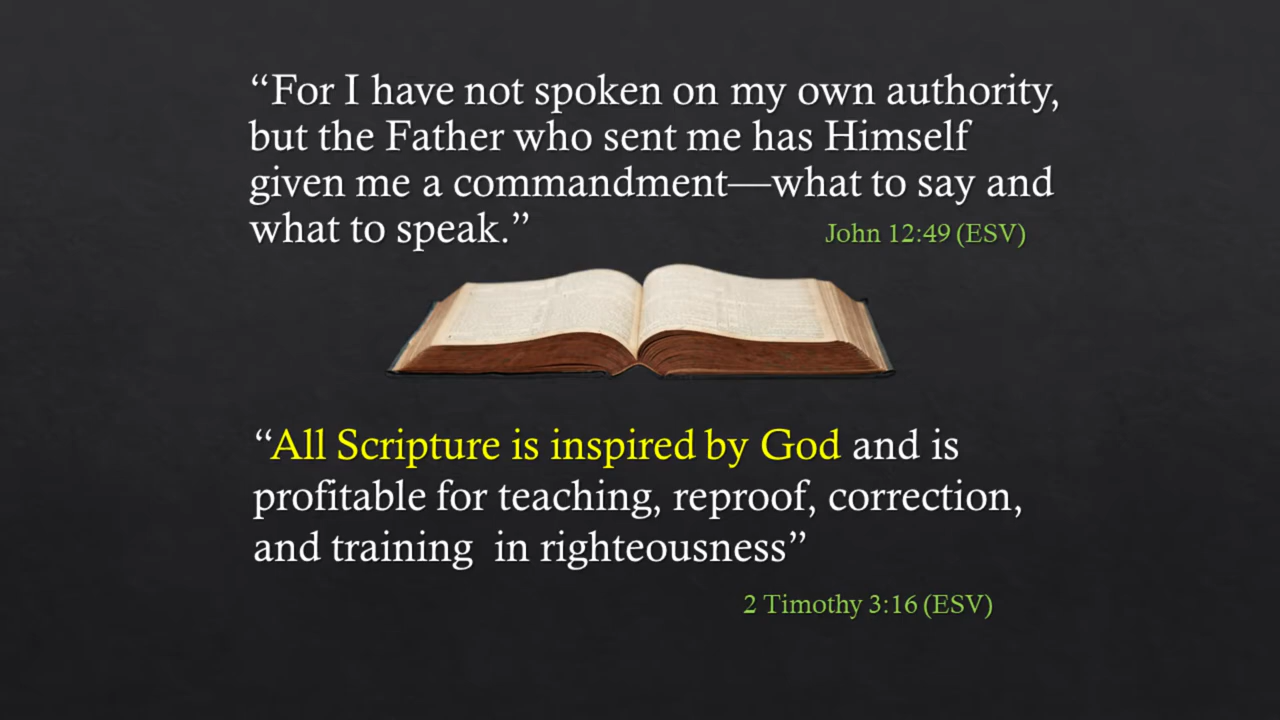 “For I have not spoken on my own authority,
but the Father who sent me has Himself
given me a commandment—what to say and
what to speak.” John 12:49 (ESV)
“All Scripture is inspired by God and is
profitable for teaching, reproof, correction,
and training  in righteousness”
2 Timothy 3:16 (ESV)